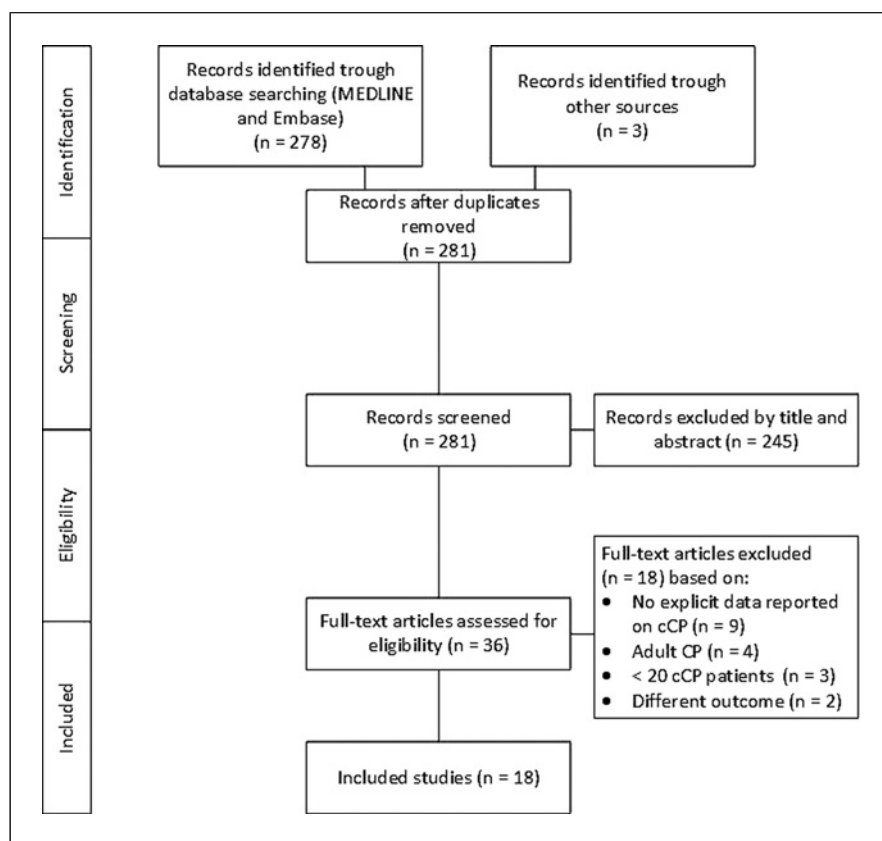 Identification
Records identified trough
database searching (MEDLINE
and Embase)
(n = 278)
Records identified trough
other sources
(n = 3)
Records after duplicates
removed
(n = 281)
Screening
Records screened
(n = 281)
Records excluded by title and
abstract (n = 245)
Eligibility
Full-text articles assessed for
eligibility (n = 36)
Full-text articles excluded
(n = 18) based on:
• No explicit data reported
on cCP (n = 9)
• Adult CP (n = 4)
• < 20 cCP patients (n = 3)
• Different outcome (n = 2)
Included
Included studies (n = 18)